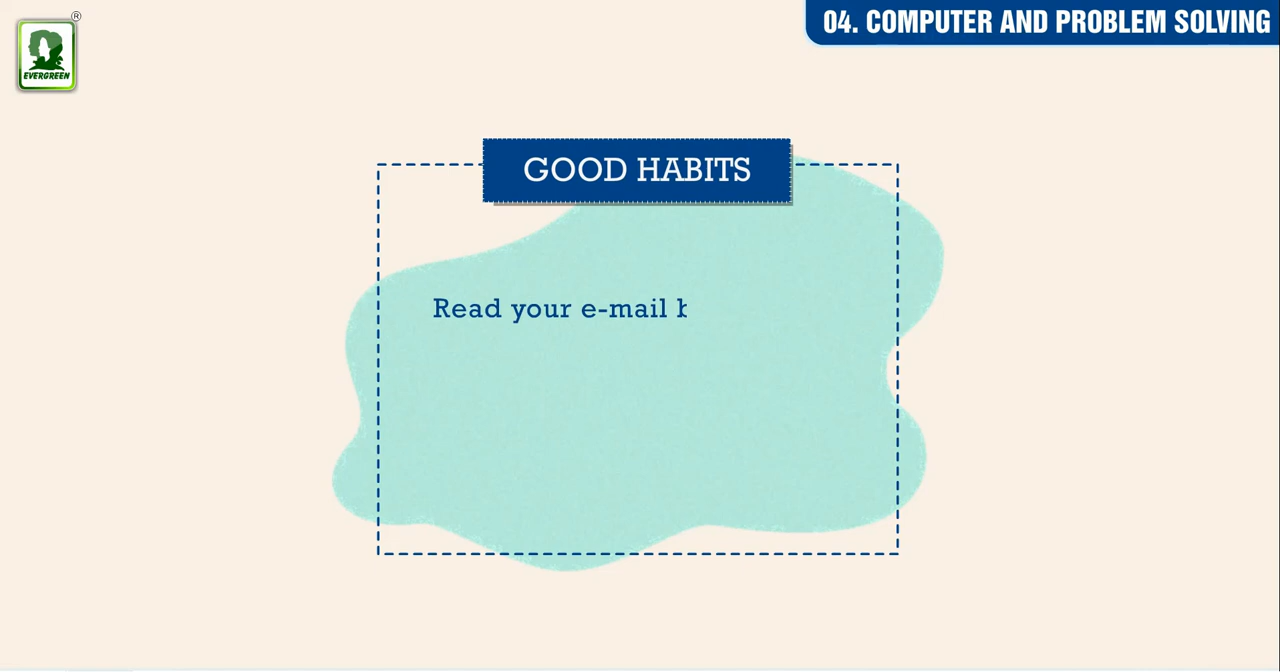 ®
EVERGREEN
04. COMPUTER AND PROBLEM SOLVING
GOOD HABITS
Read your e-mail